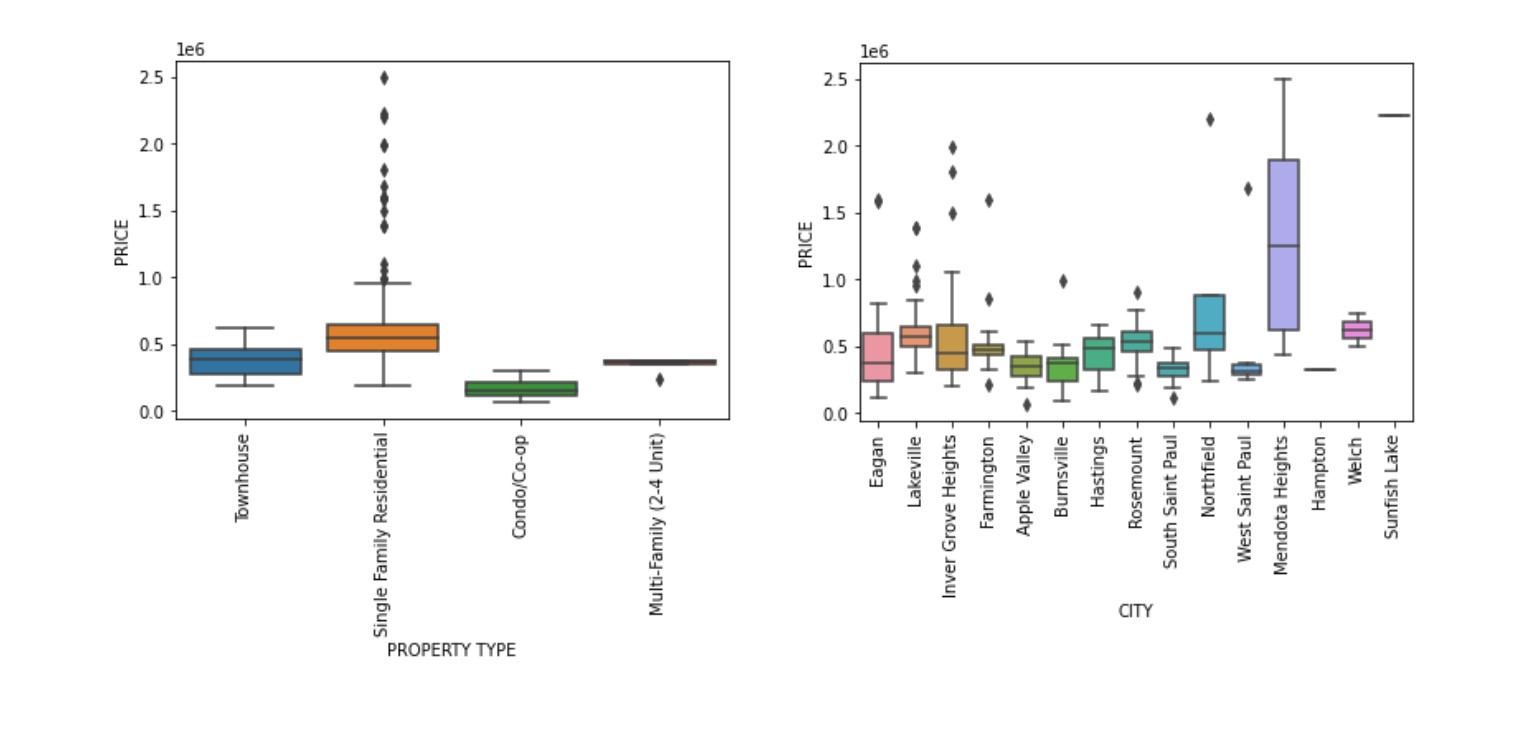 1e6
2.5
2.0
1.5
1.0
0.5
0.0
PRICE
Townhouse
Single Family Residential
Condo/Co-op
Multi-Family (2-4 Unit)
PROPERTY TYPE
1e6
2.5
2.0
1.5
1.0
0.5
0.0
PRICE
Eagan
Lakeville
Inver Grove Heights
Farmington
Apple Valley
Burnsville
Hastings
Rosemount
South Saint Paul
Northfield
West Saint Paul
Mendota Heights
Hampton
Welch
Sunfish Lake
CITY